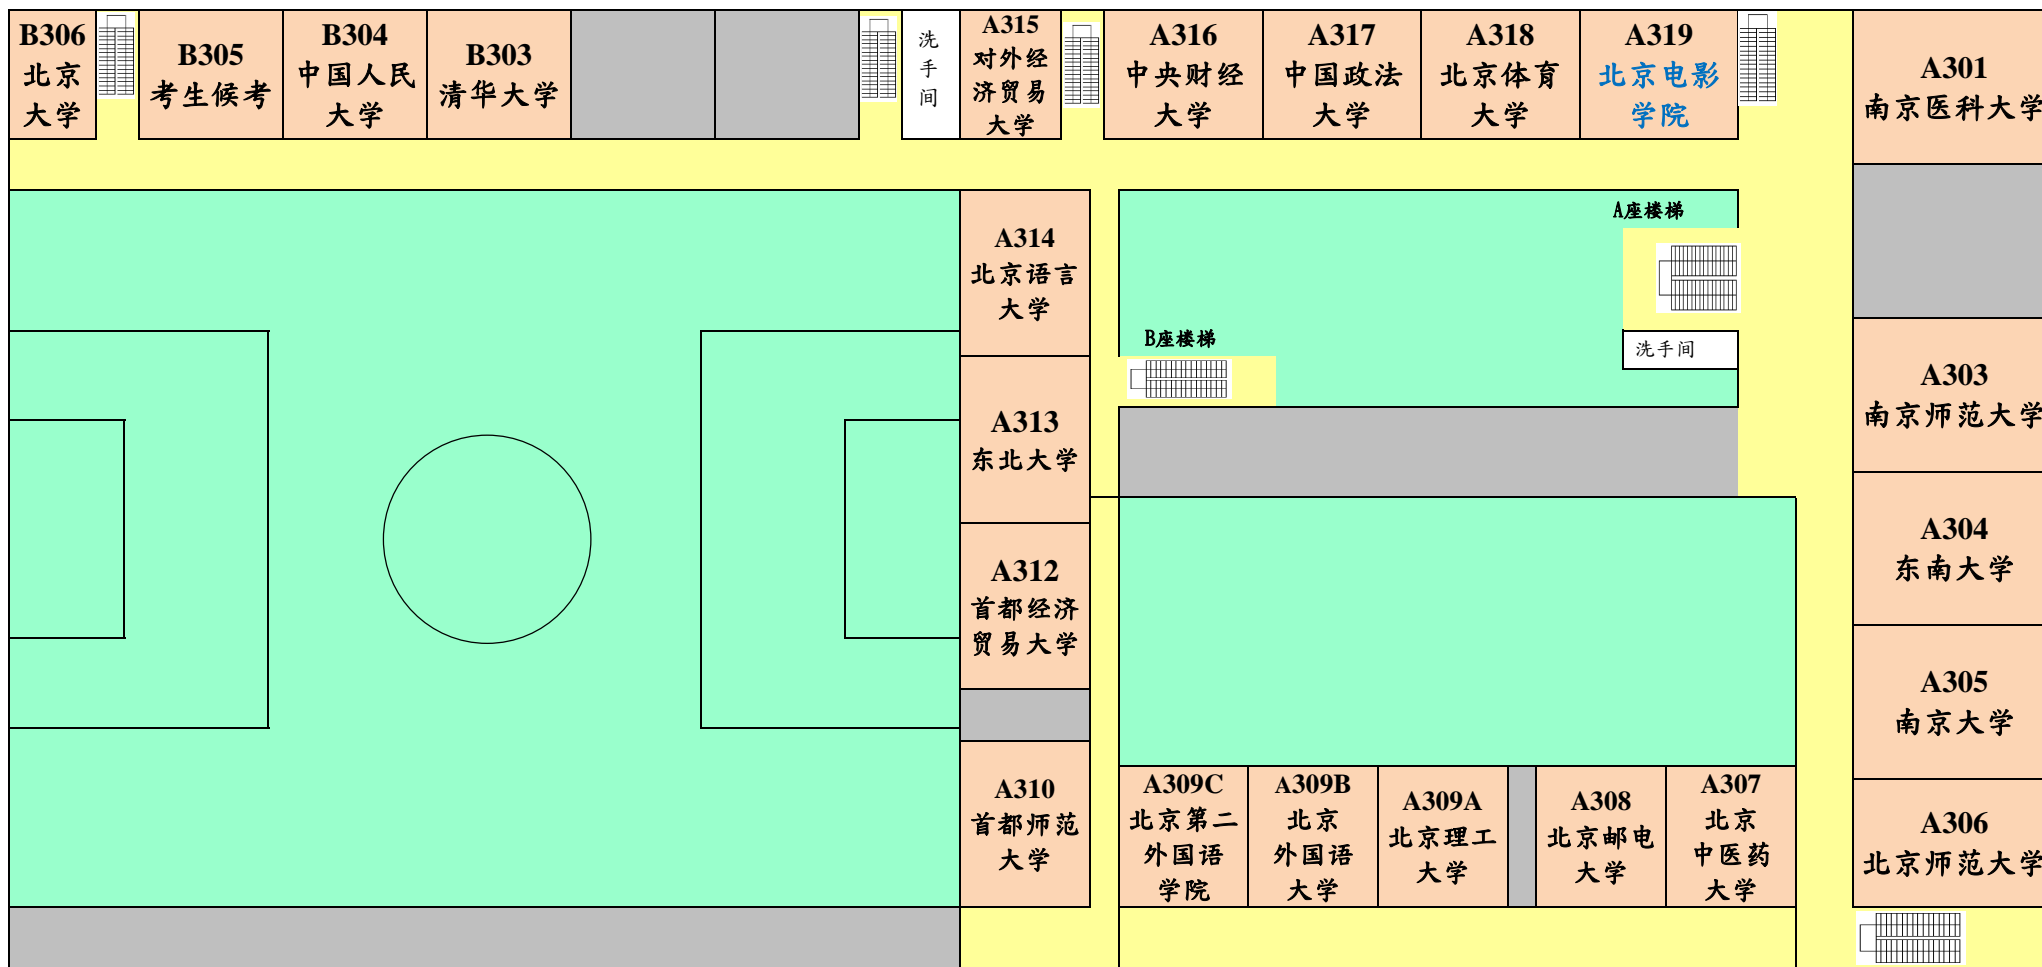 B306
北京
大学
B305
考生候考
B304
中国人民
大学
B303
清华大学
洗
手
间
A315
对外经
济贸易
大学
A316
中央财经
大学
A317
中国政法
大学
A318
北京体育
大学
A319
北京电影
学院
A301
南京医科大学
A314
北京语言
大学
A座楼梯
B座楼梯
洗手间
A303
南京师范大学
A313
东北大学
A304
东南大学
A312
首都经济
贸易大学
A305
南京大学
A310
首都师范
大学
A309C
北京第二
外国语
学院
A309B
北京
外国语
大学
A309A
北京理工
大学
A308
北京邮电
大学
A307
北京
中医药
大学
A306
北京师范大学